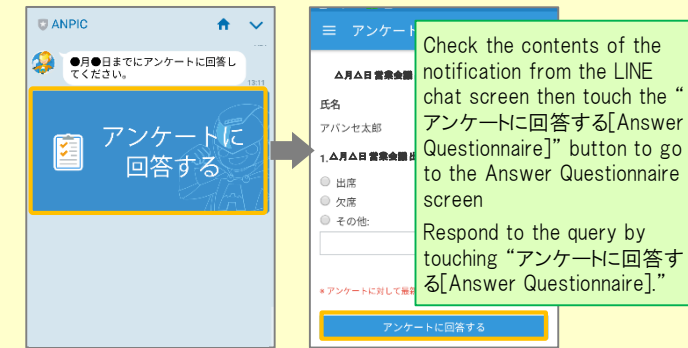 ANPIC
●月●日までにアンケートに回答し
てください。
13:11
アンケートに
回答する
アンケート
△月△日 営業会議
氏名
アバンセ太郎
1.△月△日 営業会議 出
出席
欠席
その他:
* アンケートに対して最新
アンケートに回答する
Check the contents of the
notification from the LINE
chat screen then touch the “
アンケートに回答する[Answer
Questionnaire]” button to go
to the Answer Questionnaire
screen
Respond to the query by
touching “アンケートに回答す
る[Answer Questionnaire].”